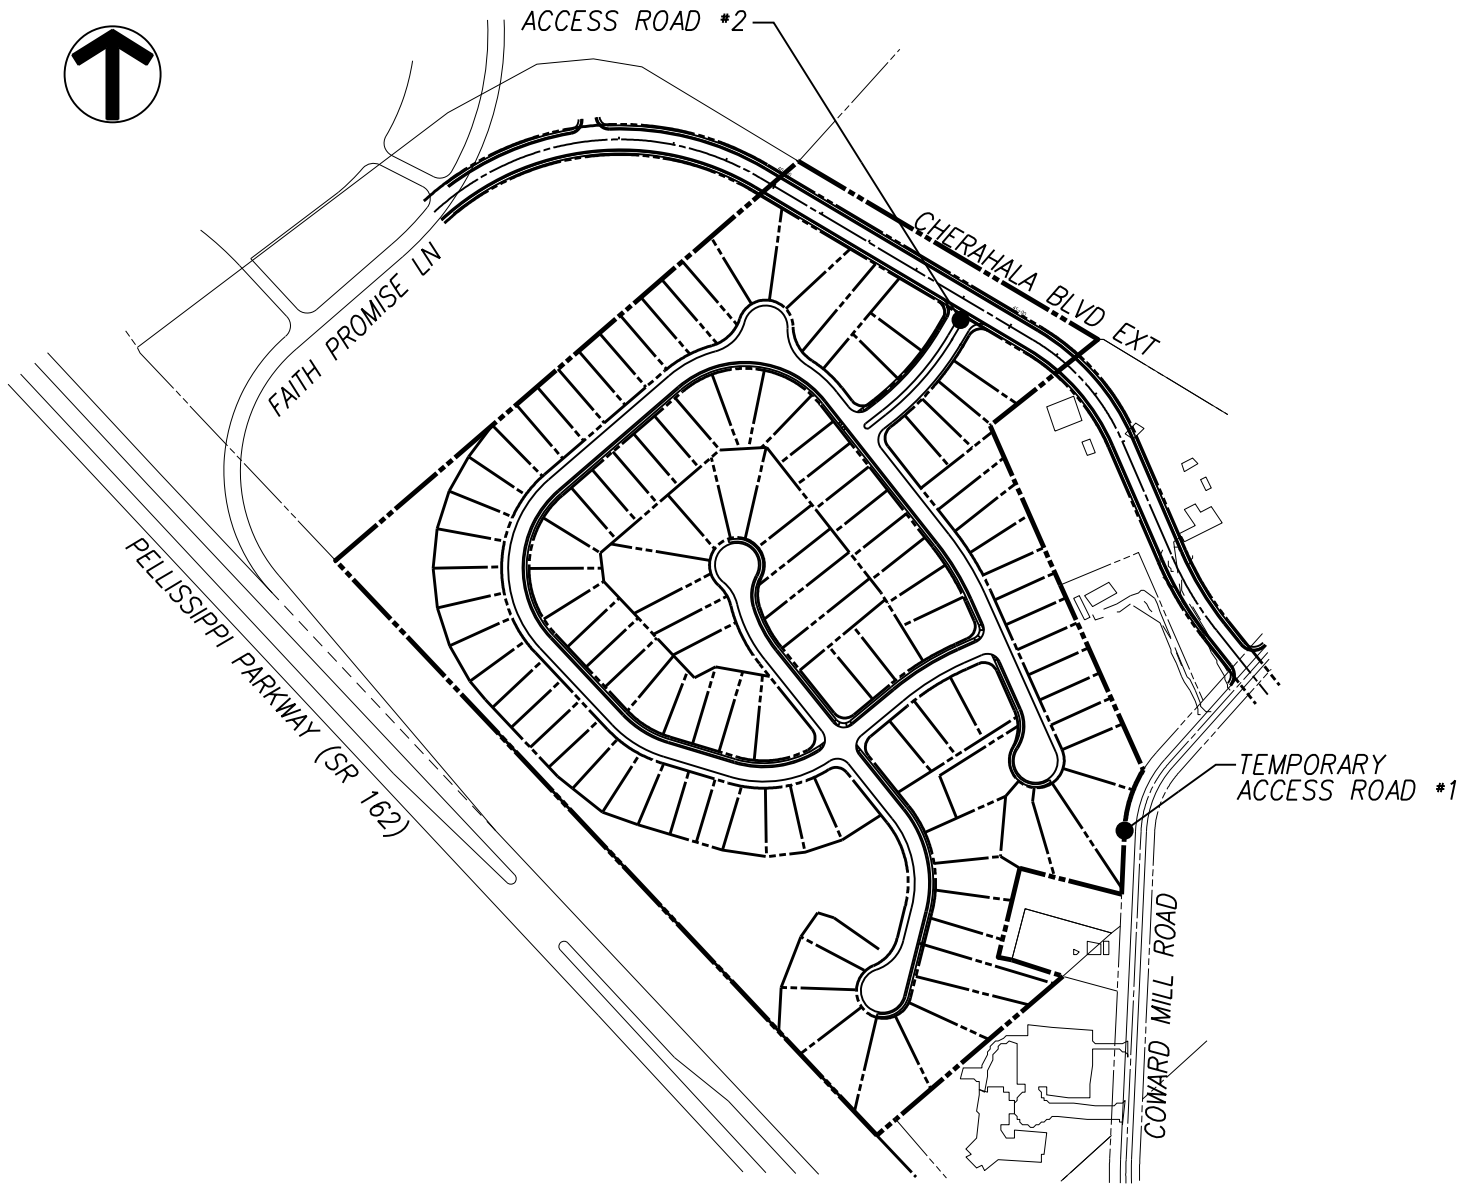 ACCESS ROAD #2
CHERAHALA BLVD EXT
FAITH PROMISE LN
PELLISSIPPI PARKWAY (SR 162)
TEMPORARY
ACCESS ROAD #1
COWARD MILL ROAD